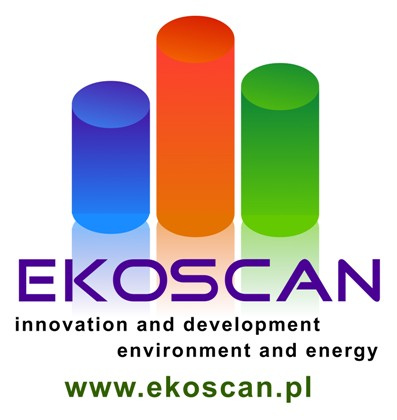 EKOSCAN
innovation and development
environment and energy
www.ekoscan.pl